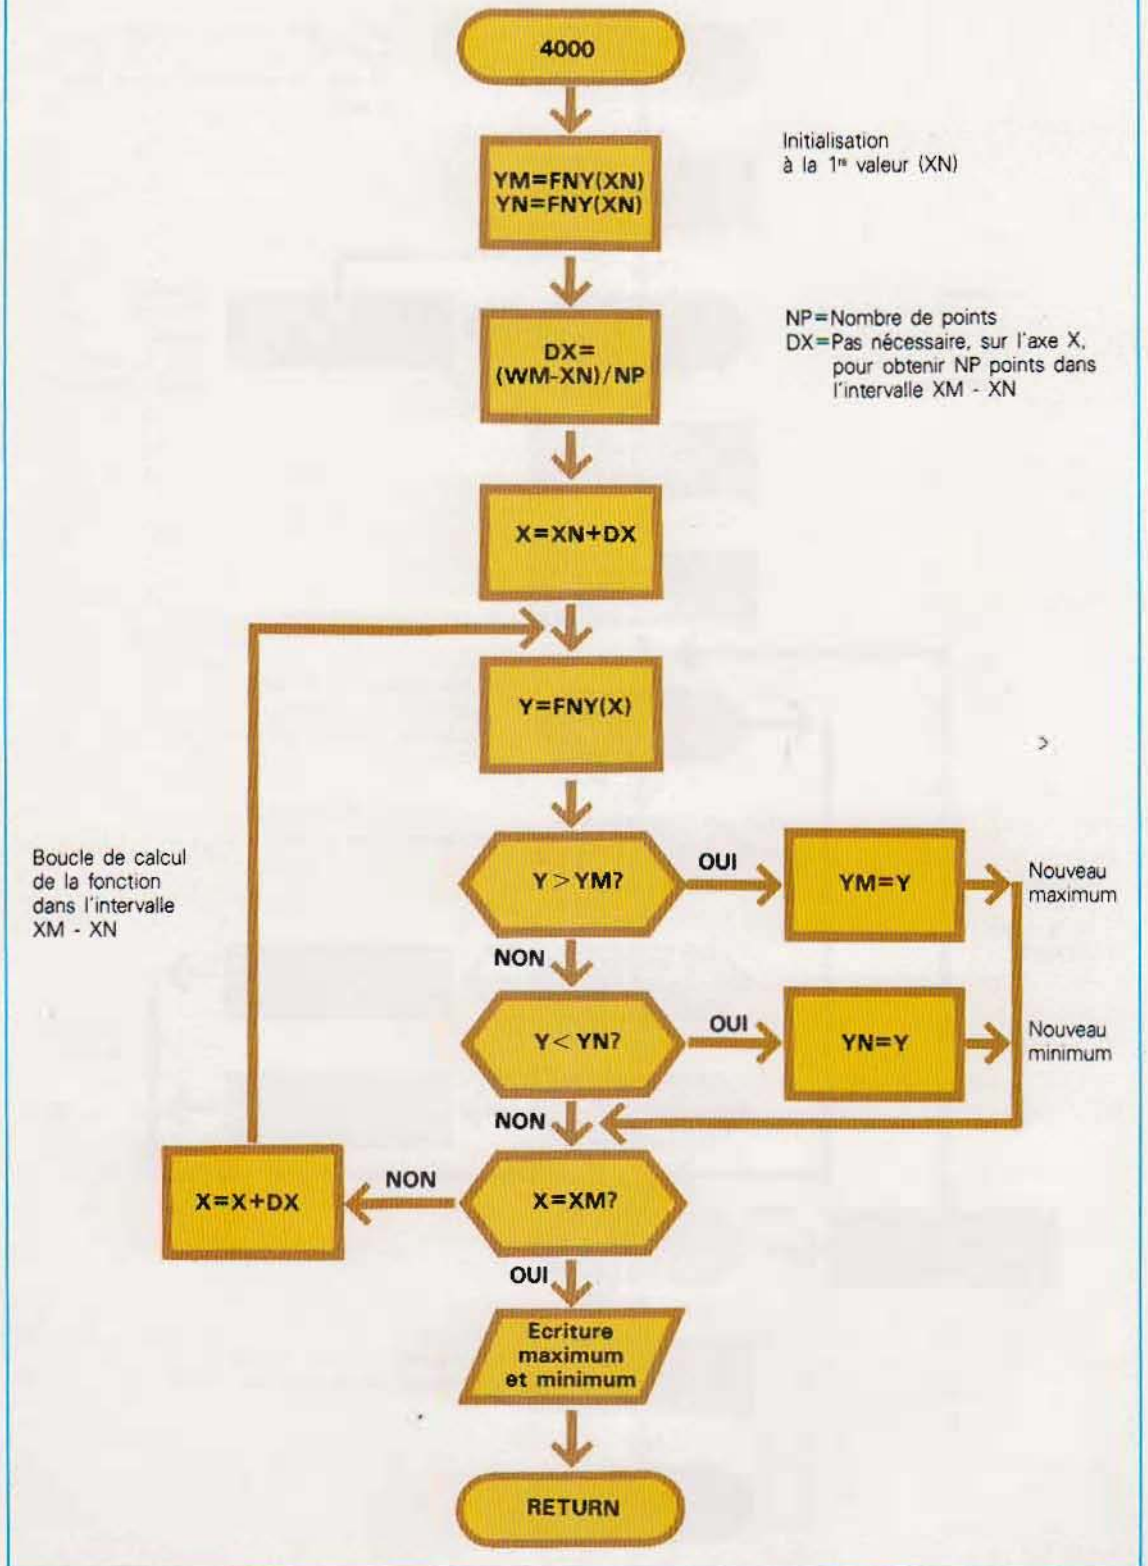 4000
YM=FNY(XN)
YN=FNY(XN)
Initialisation
à la 1re valeur (XN)
DX=
(WM-XN)/NP
NP=Nombre de points
DX=Pas nécessaire, sur l'axe X,
pour obtenir NP points dans
l'intervalle XM - XN
X=XN+DX
Y=FNY(X)
Boucle de calcul
de la fonction
dans l'intervalle
XM - XN
Y>YM?
OUI
YM=Y
Nouveau
maximum
NON
Y<YN?
OUI
YN=Y
Nouveau
minimum
NON
X=XM?
NON
X=X+DX
OUI
Ecriture
maximum
et minimum
RETURN